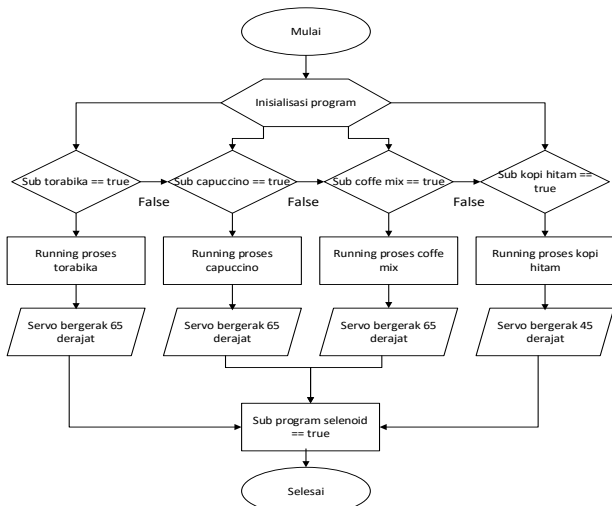 Mulai
Inisialisasi program
Sub torabika == true
Sub capuccino == true
Sub coffe mix == true
Sub kopi hitam ==
true
False
False
False
Running proses
torabika
Running proses
capuccino
Running proses coffe
mix
Running proses kopi
hitam
Servo bergerak 65
derajat
Servo bergerak 65
derajat
Servo bergerak 65
derajat
Servo bergerak 45
derajat
Sub program selenoid
== true
Selesai